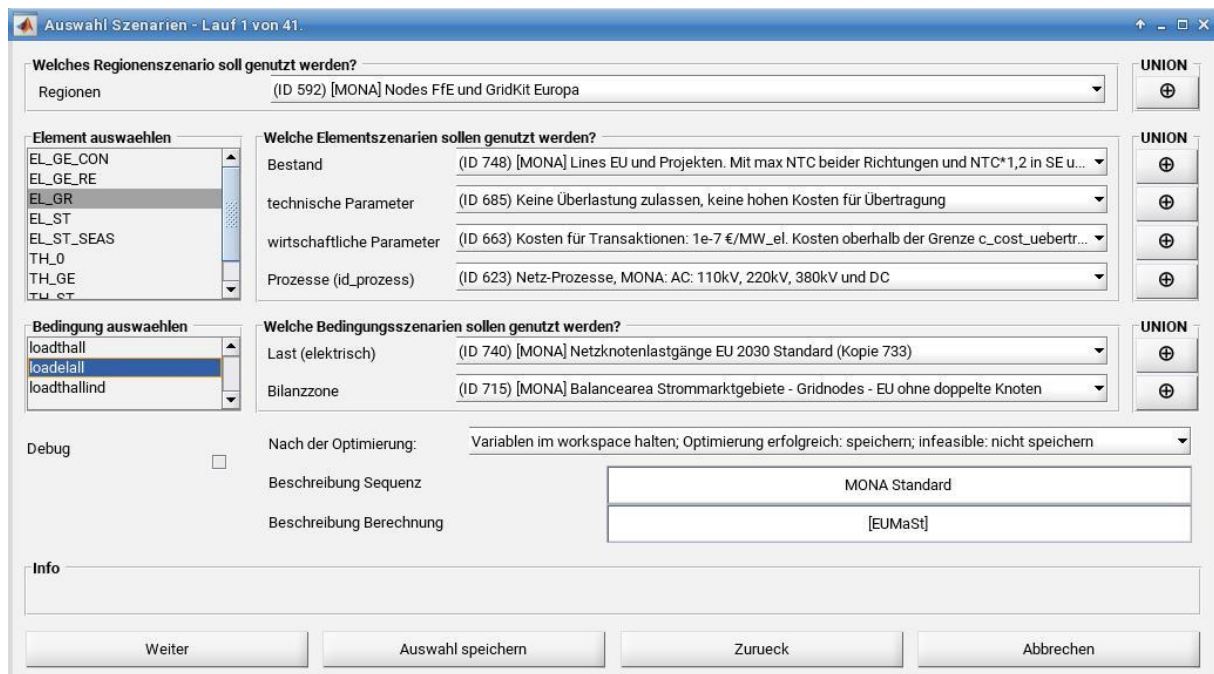 Auswahl Szenarien - Lauf 1 von 41.
Welches Regionenszenario soll genutzt werden?
UNION
Regionen
(ID 592) [MONA] Nodes FfE und GridKit Europa
Element auswaehlen
Welche Elementszenarien sollen genutzt werden?
UNION
EL_GE_CON
EL_GE_RE
EL_GR
EL_ST
EL_ST_SEAS
TH_0
TH_GE
TH_ST
Bestand
(ID 748) [MONA] Lines EU und Projekten. Mit max NTC beider Richtungen und NTC*1,2 in SE u...
technische Parameter
(ID 685) Keine Überlastung zulassen, keine hohen Kosten für Übertragung
wirtschaftliche Parameter
(ID 663) Kosten für Transaktionen: 1e-7 €/MW_el. Kosten oberhalb der Grenze c_cost_uebertr...
Prozesse (id_prozess)
(ID 623) Netz-Prozesse, MONA: AC: 110kV, 220kV, 380kV und DC
Bedingung auswaehlen
Welche Bedingungsszenarien sollen genutzt werden?
UNION
loadthall
loadelall
loadthallind
Last (elektrisch)
(ID 740) [MONA] Netzknotenlastgänge EU 2030 Standard (Kopie 733)
Bilanzzone
(ID 715) [MONA] Balancearea Strommarktgebiete - Gridnodes - EU ohne doppelte Knoten
Debug
Nach der Optimierung:
Variablen im workspace halten; Optimierung erfolgreich: speichern; infeasible: nicht speichern
Beschreibung Sequenz
MONA Standard
Beschreibung Berechnung
[EUMaSt]
Info
Weiter
Auswahl speichern
Zurueck
Abbrechen